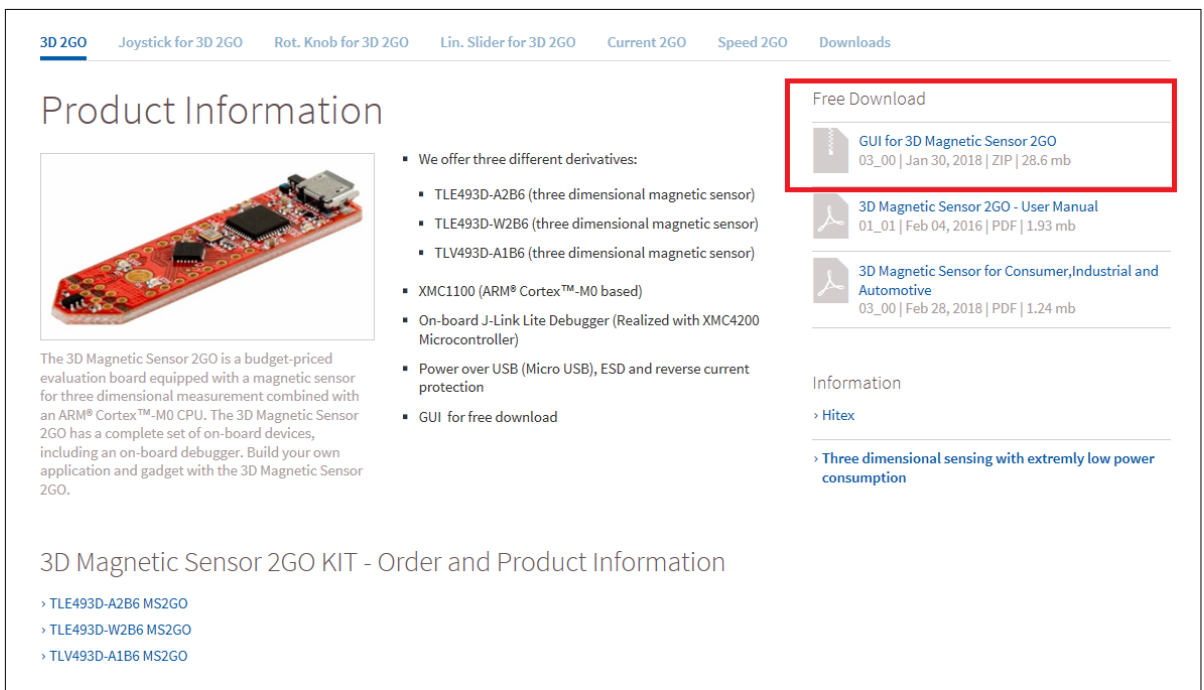 3D 2GO Joystick for 3D 2GO Rot. Knob for 3D 2GO Lin. Slider for 3D 2GO Current 2GO Speed 2GO Downloads
Product Information
The 3D Magnetic Sensor 2GO is a budget-priced
evaluation board equipped with a magnetic sensor
for three dimensional measurement combined with
an ARM® Cortex™-M0 CPU. The 3D Magnetic Sensor
2GO has a complete set of on-board devices,
including an on-board debugger. Build your own
application and gadget with the 3D Magnetic Sensor
2GO.
▪ We offer three different derivatives:
▪ TLE493D-A2B6 (three dimensional magnetic sensor)
▪ TLE493D-W2B6 (three dimensional magnetic sensor)
▪ TLV493D-A1B6 (three dimensional magnetic sensor)
▪ XMC1100 (ARM® Cortex™-M0 based)
▪ On-board J-Link Lite Debugger (Realized with XMC4200
Microcontroller)
▪ Power over USB (Micro USB), ESD and reverse current
protection
▪ GUI for free download
Free Download
GUI for 3D Magnetic Sensor 2GO
03_00 | Jan 30, 2018 | ZIP | 28.6 mb
3D Magnetic Sensor 2GO - User Manual
01_01 | Feb 04, 2016 | PDF | 1.93 mb
3D Magnetic Sensor for Consumer,Industrial and
Automotive
03_00 | Feb 28, 2018 | PDF | 1.24 mb
Information
› Hitex
› Three dimensional sensing with extremly low power
consumption
3D Magnetic Sensor 2GO KIT - Order and Product Information
› TLE493D-A2B6 MS2GO
› TLE493D-W2B6 MS2GO
› TLV493D-A1B6 MS2GO